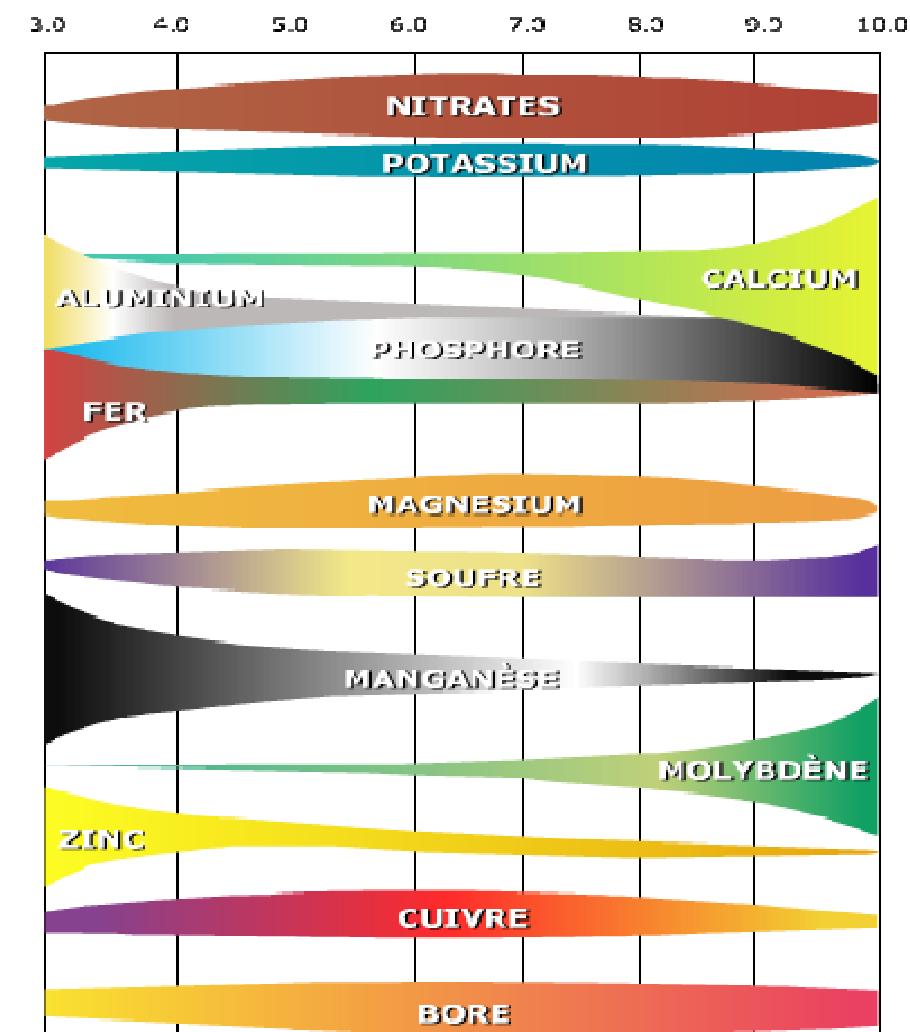 3.0 4.0 5.0 6.0 7.0 8.0 9.0 10.0
NITRATES
POTASSIUM
CALCIUM
ALUMINIUM
PHOSPHORE
FER
MAGNESIUM
SOUFRE
MANGANÈSE
MOLYBDÈNE
ZINC
CUIVRE
BORE